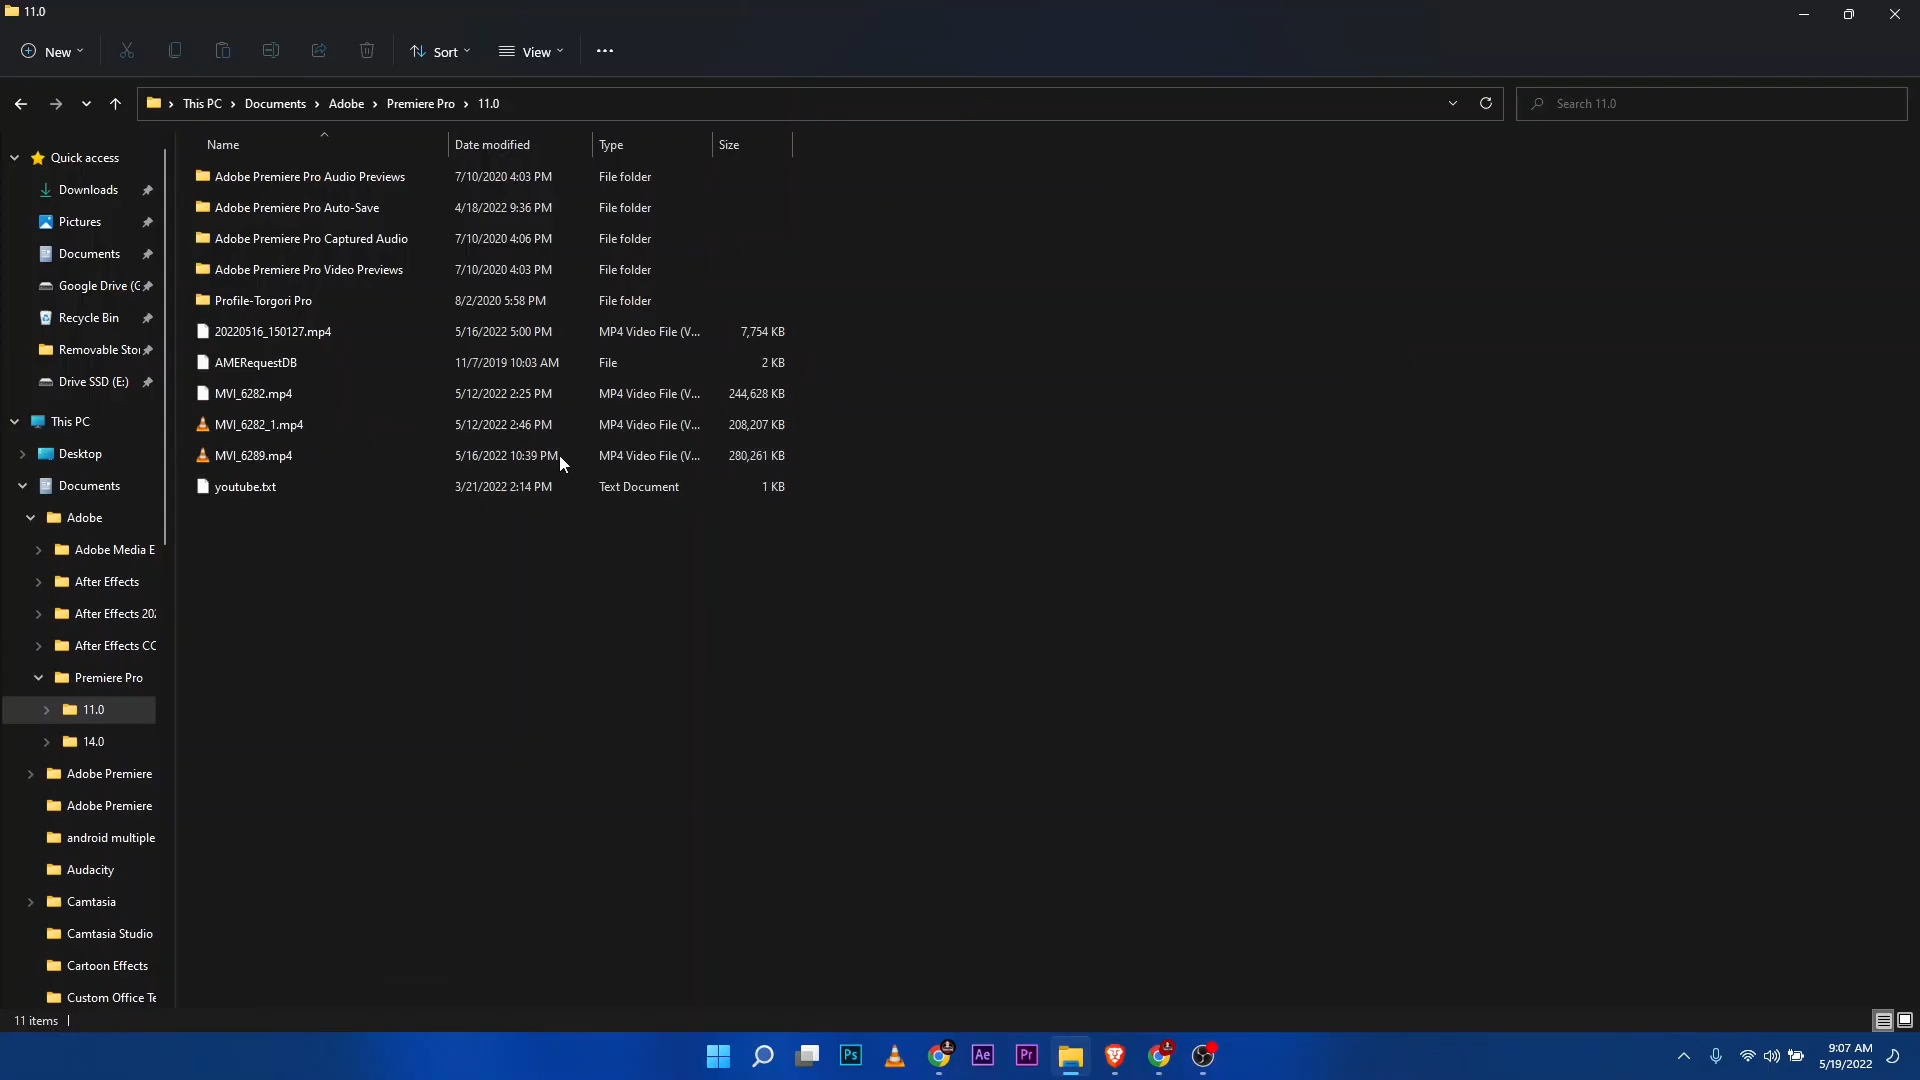 11.0
New
Sort
View
This PC
Documents
Adobe
Premiere Pro
11.0
Search 11.0
Name
Date modified
Type
Size
Adobe Premiere Pro Audio Previews 7/10/2020 4:03 PM File folder
Adobe Premiere Pro Auto-Save 4/18/2022 9:36 PM File folder
Adobe Premiere Pro Captured Audio 7/10/2020 4:06 PM File folder
Adobe Premiere Pro Video Previews 7/10/2020 4:03 PM File folder
Profile-Torgori Pro 8/2/2020 5:58 PM File folder
20220516_150127.mp4 5/16/2022 5:00 PM MP4 Video File (V... 7,754 KB
AMERequestDB 11/7/2019 10:03 AM File 2 KB
MVI_6282.mp4 5/12/2022 2:25 PM MP4 Video File (V... 244,628 KB
MVI_6282_1.mp4 5/12/2022 2:46 PM MP4 Video File (V... 208,207 KB
MVI_6289.mp4 5/16/2022 10:39 PM MP4 Video File (V... 280,261 KB
youtube.txt 3/21/2022 2:14 PM Text Document 1 KB
Quick access
Downloads
Pictures
Documents
Google Drive (G
Recycle Bin
Removable Stor
Drive SSD (E:)
This PC
Desktop
Documents
Adobe
Adobe Media E
After Effects
After Effects 202
After Effects CC
Premiere Pro
11.0
14.0
Adobe Premiere
Adobe Premiere
android multiple
Audacity
Camtasia
Camtasia Studio
Cartoon Effects
Custom Office Te
11 items
Ps
Ae
Pr
9:07 AM
5/19/2022